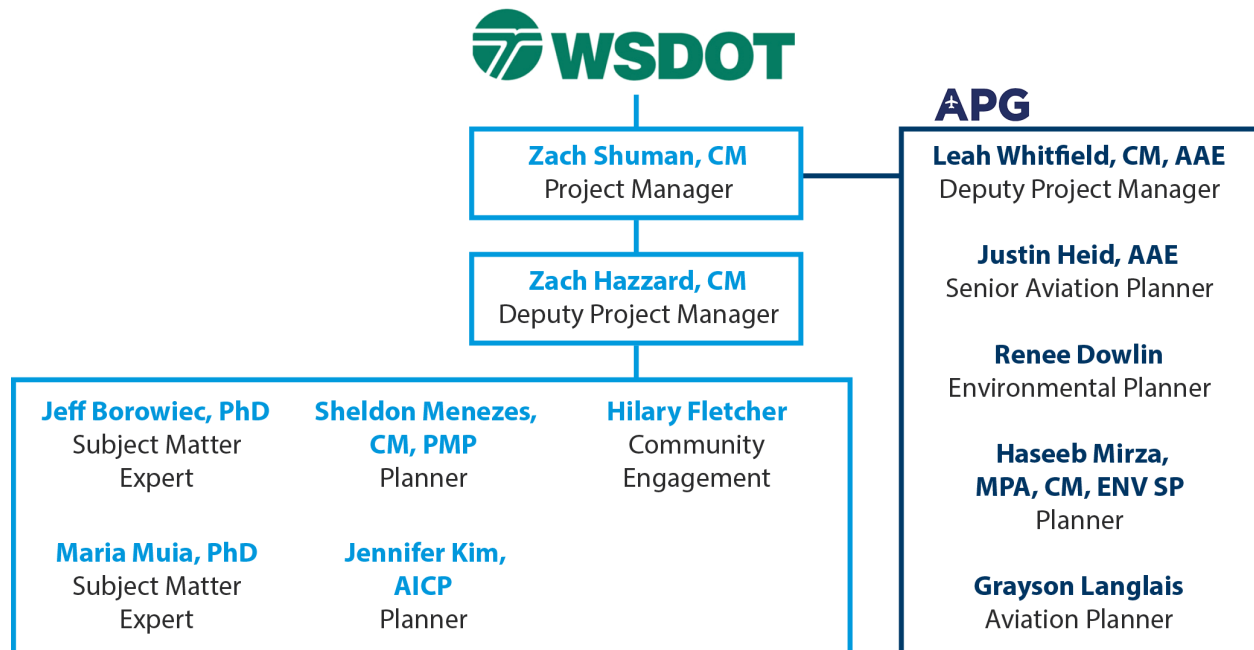 WSDOT
Zach Shuman, CM
Project Manager
Zach Hazzard, CM
Deputy Project Manager
Jeff Borowiec, PhD
Subject Matter
Expert
Sheldon Menezes,
CM, PMP
Planner
Hilary Fletcher
Community
Engagement
Maria Muia, PhD
Subject Matter
Expert
Jennifer Kim,
AICP
Planner
APG
Leah Whitfield, CM, AAE
Deputy Project Manager
Justin Heid, AAE
Senior Aviation Planner
Renee Dowlin
Environmental Planner
Haseeb Mirza,
MPA, CM, ENV SP
Planner
Grayson Langlais
Aviation Planner